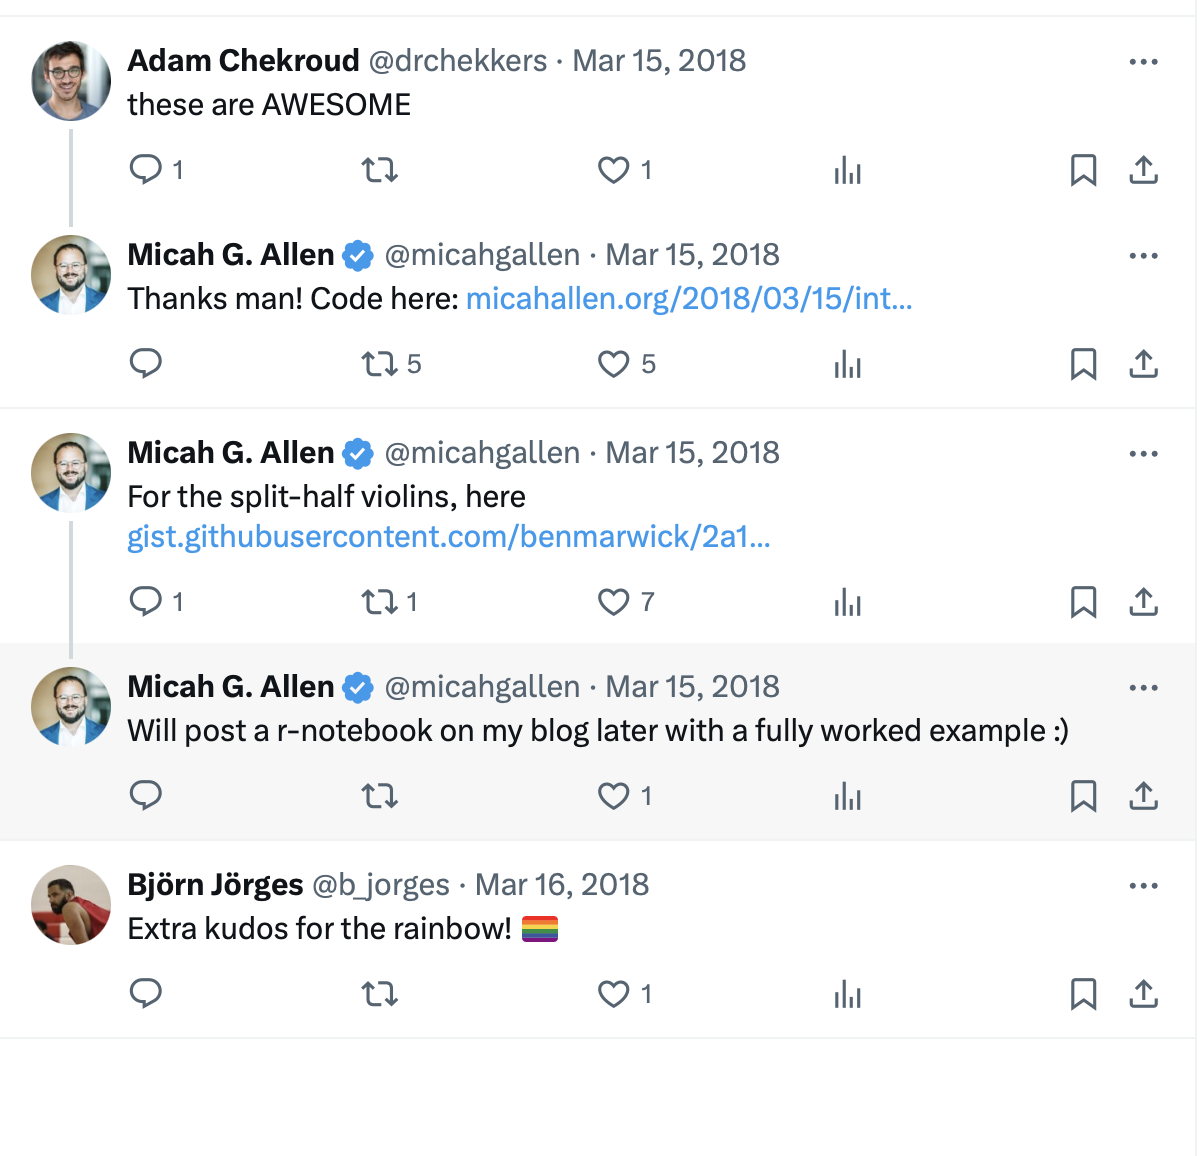 Adam Chekroud @drchekkers · Mar 15, 2018
these are AWESOME
1 1
Micah G. Allen @micahgallen · Mar 15, 2018
Thanks man! Code here: micahallen.org/2018/03/15/int...
5 5
Micah G. Allen @micahgallen · Mar 15, 2018
For the split-half violins, here
gist.githubusercontent.com/benmarwick/2a1...
1 1 7
Micah G. Allen @micahgallen · Mar 15, 2018
Will post a r-notebook on my blog later with a fully worked example :)
1
Björn Jörges @b_jorges · Mar 16, 2018
Extra kudos for the rainbow! 🏳️‍🌈
1